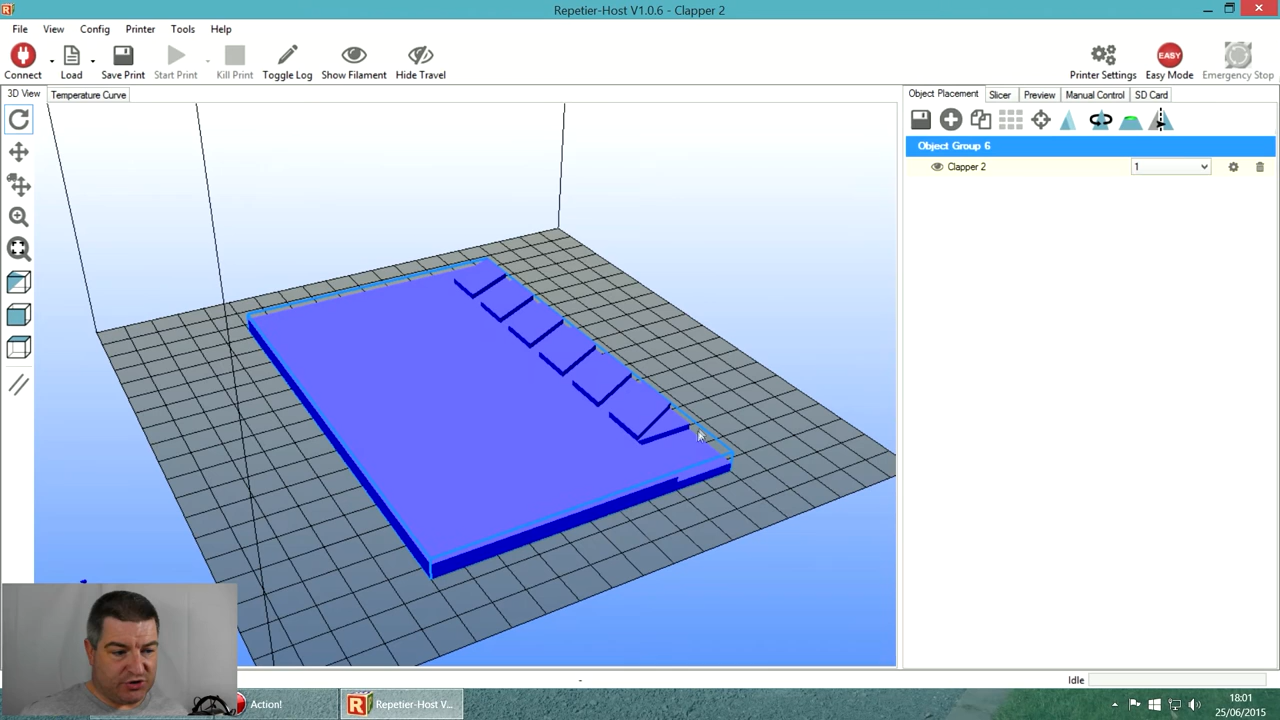 Repetier-Host V1.0.6 - Clapper 2
File View Config Printer Tools Help
Connect Load Save Print Start Print Kill Print Toggle Log Show Filament Hide Travel Printer Settings EASY Easy Mode Emergency Stop
3D View Temperature Curve
Object Placement Slicer Preview Manual Control SD Card
Object Group 6
Clapper 2 1
- Idle
Action! R Repetier-Host V... 18:01
25/06/2015